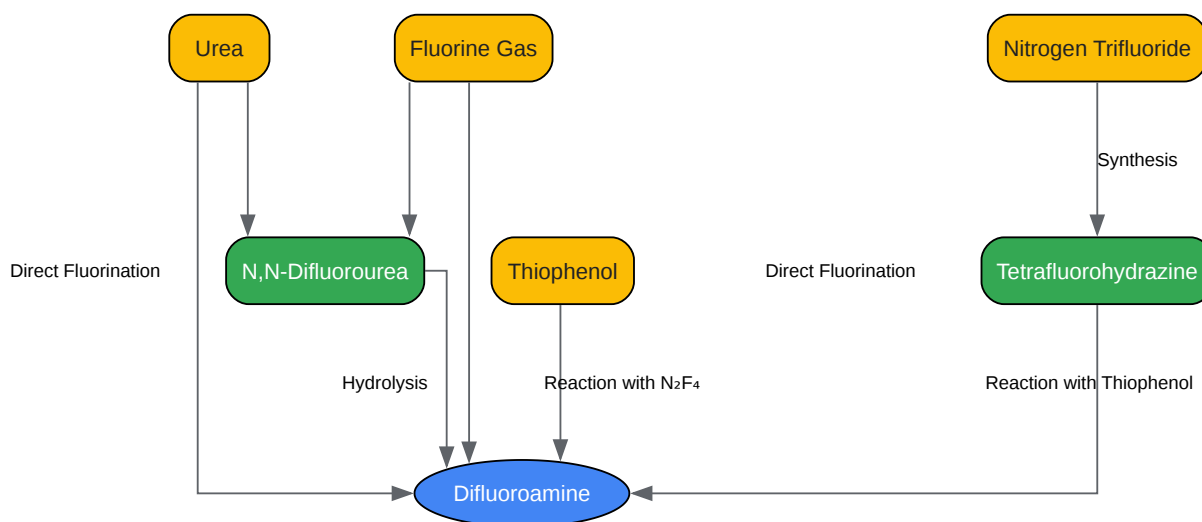 Urea
Fluorine Gas
Nitrogen Trifluoride
Synthesis
Direct Fluorination
N,N-Difluorourea
Thiophenol
Direct Fluorination
Tetrafluorohydrazine
Hydrolysis
Reaction with N₂F₄
Reaction with Thiophenol
Difluoroamine